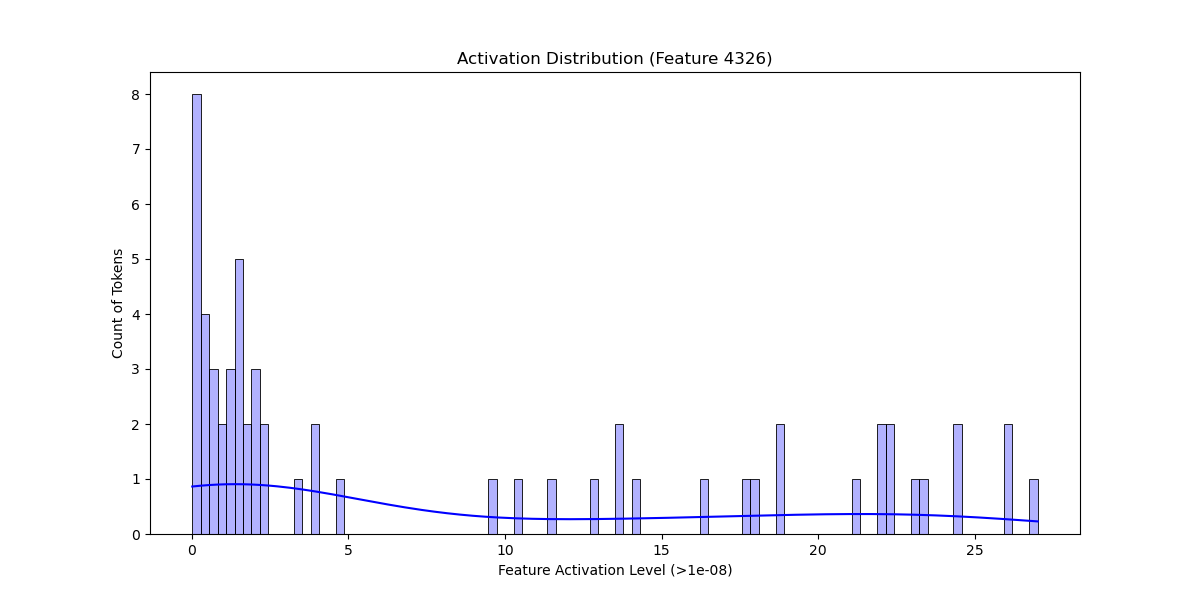 Activation Distribution (Feature 4326)
Count of Tokens
8
7
6
5
4
3
2
1
0
0 5 10 15 20 25
Feature Activation Level (>1e-08)